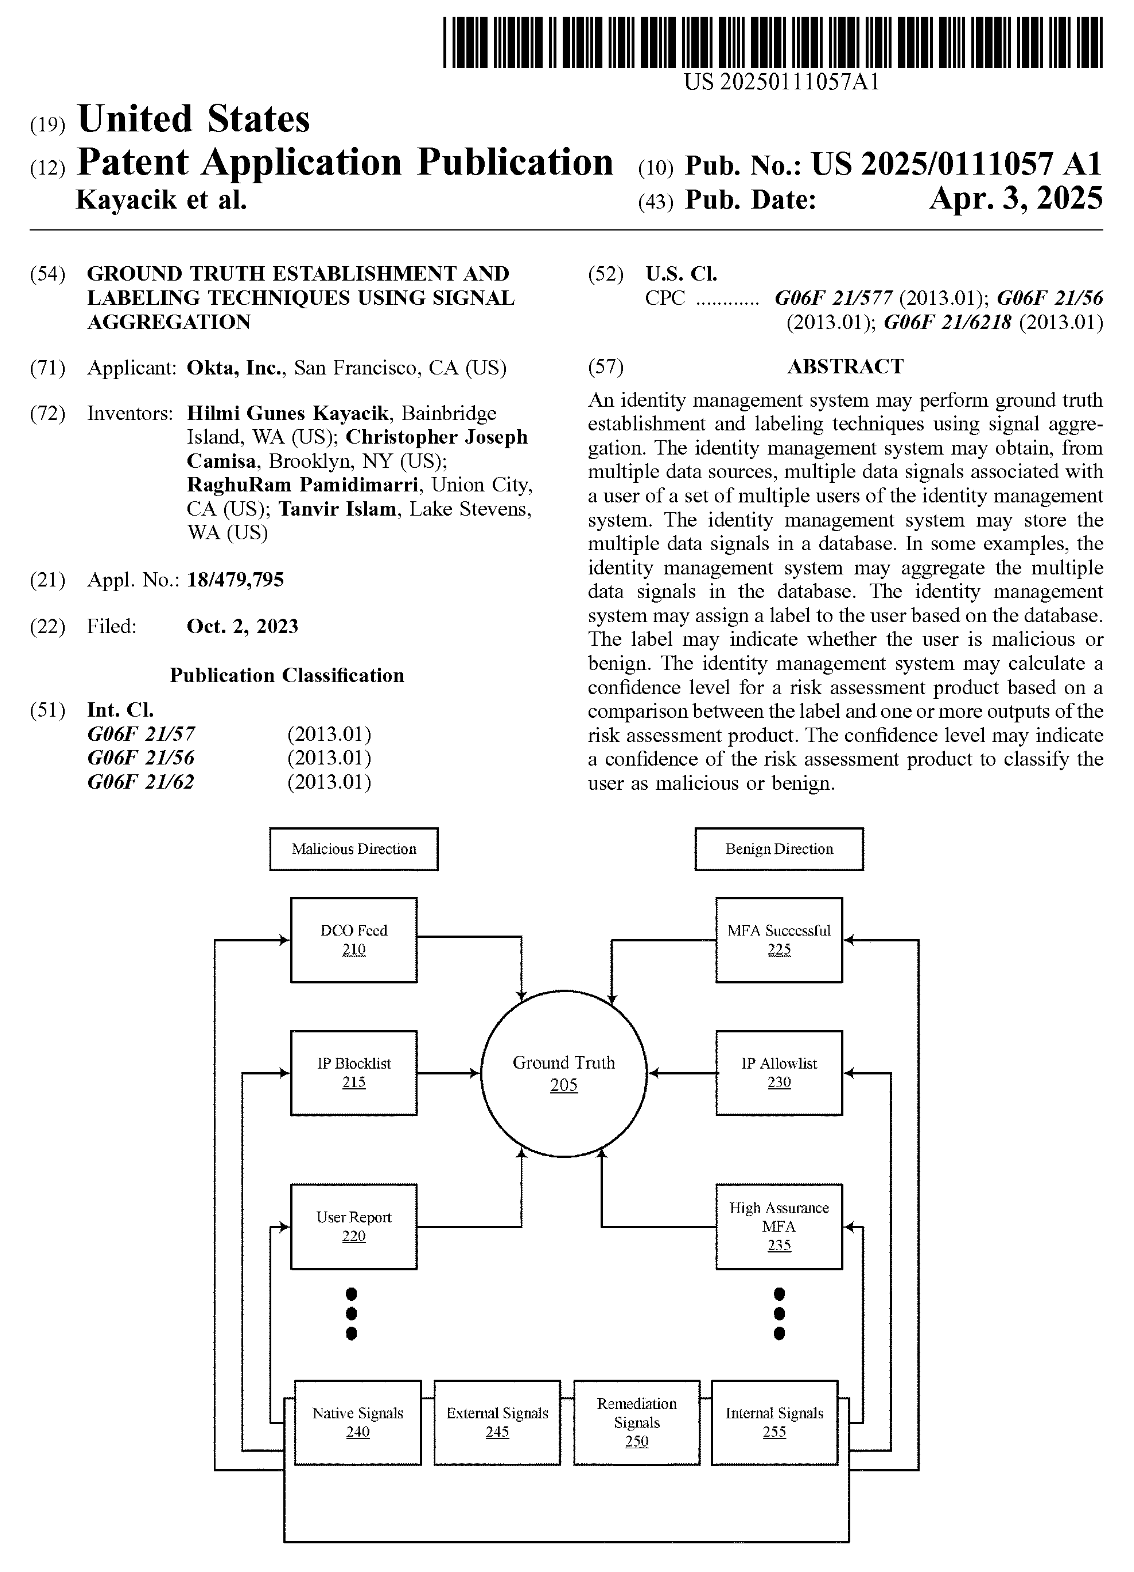 US 20250111057A1
(19) United States
(12) Patent Application Publication
Kayacik et al.
(10) Pub. No.: US 2025/0111057 A1
(43) Pub. Date: Apr. 3, 2025
(54) GROUND TRUTH ESTABLISHMENT AND
LABELING TECHNIQUES USING SIGNAL
AGGREGATION
(71) Applicant: Okta, Inc., San Francisco, CA (US)
(72) Inventors: Hilmi Gunes Kayacik, Bainbridge
Island, WA (US); Christopher Joseph
Camisa, Brooklyn, NY (US);
RaghuRam Pamidimarri, Union City,
CA (US); Tanvir Islam, Lake Stevens,
WA (US)
(21) Appl. No.: 18/479,795
(22) Filed: Oct. 2, 2023
Publication Classification
(51) Int. Cl.
G06F 21/57 (2013.01)
G06F 21/56 (2013.01)
G06F 21/62 (2013.01)
(52) U.S. Cl.
CPC ............ G06F 21/577 (2013.01); G06F 21/56
(2013.01); G06F 21/6218 (2013.01)
(57) ABSTRACT
An identity management system may perform ground truth
establishment and labeling techniques using signal aggre-
gation. The identity management system may obtain, from
multiple data sources, multiple data signals associated with
a user of a set of multiple users of the identity management
system. The identity management system may store the
multiple data signals in a database. In some examples, the
identity management system may aggregate the multiple
data signals in the database. The identity management
system may assign a label to the user based on the database.
The label may indicate whether the user is malicious or
benign. The identity management system may calculate a
confidence level for a risk assessment product based on a
comparison between the label and one or more outputs of the
risk assessment product. The confidence level may indicate
a confidence of the risk assessment product to classify the
user as malicious or benign.
Malicious Direction
Benign Direction
DCO Feed
210
MFA Successful
225
IP Blocklist
215
Ground Truth
205
IP Allowlist
230
User Report
220
High Assurance
MFA
235
Native Signals
240
External Signals
245
Remediation
Signals
250
Internal Signals
255